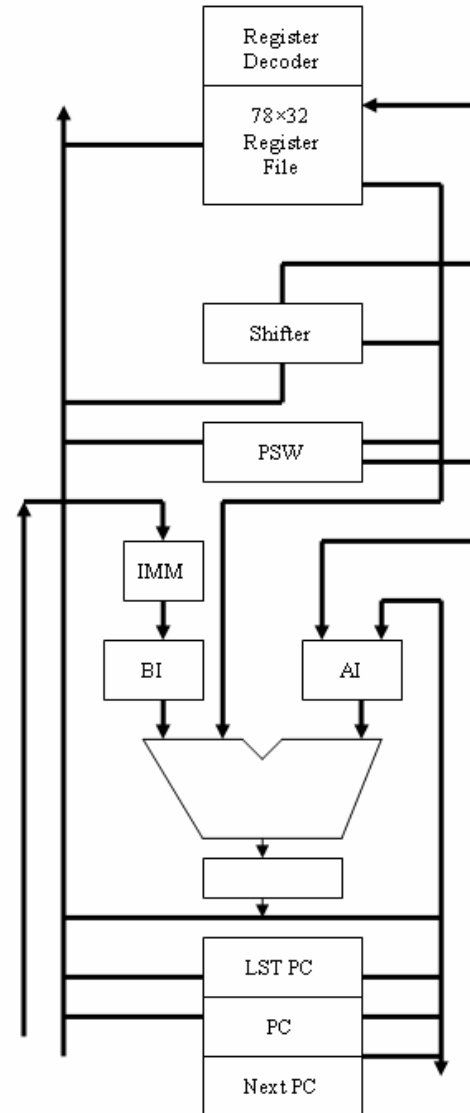 Register
Decoder
78×32
Register
File
Shifter
PSW
IMM
BI
AI
LST PC
PC
Next PC